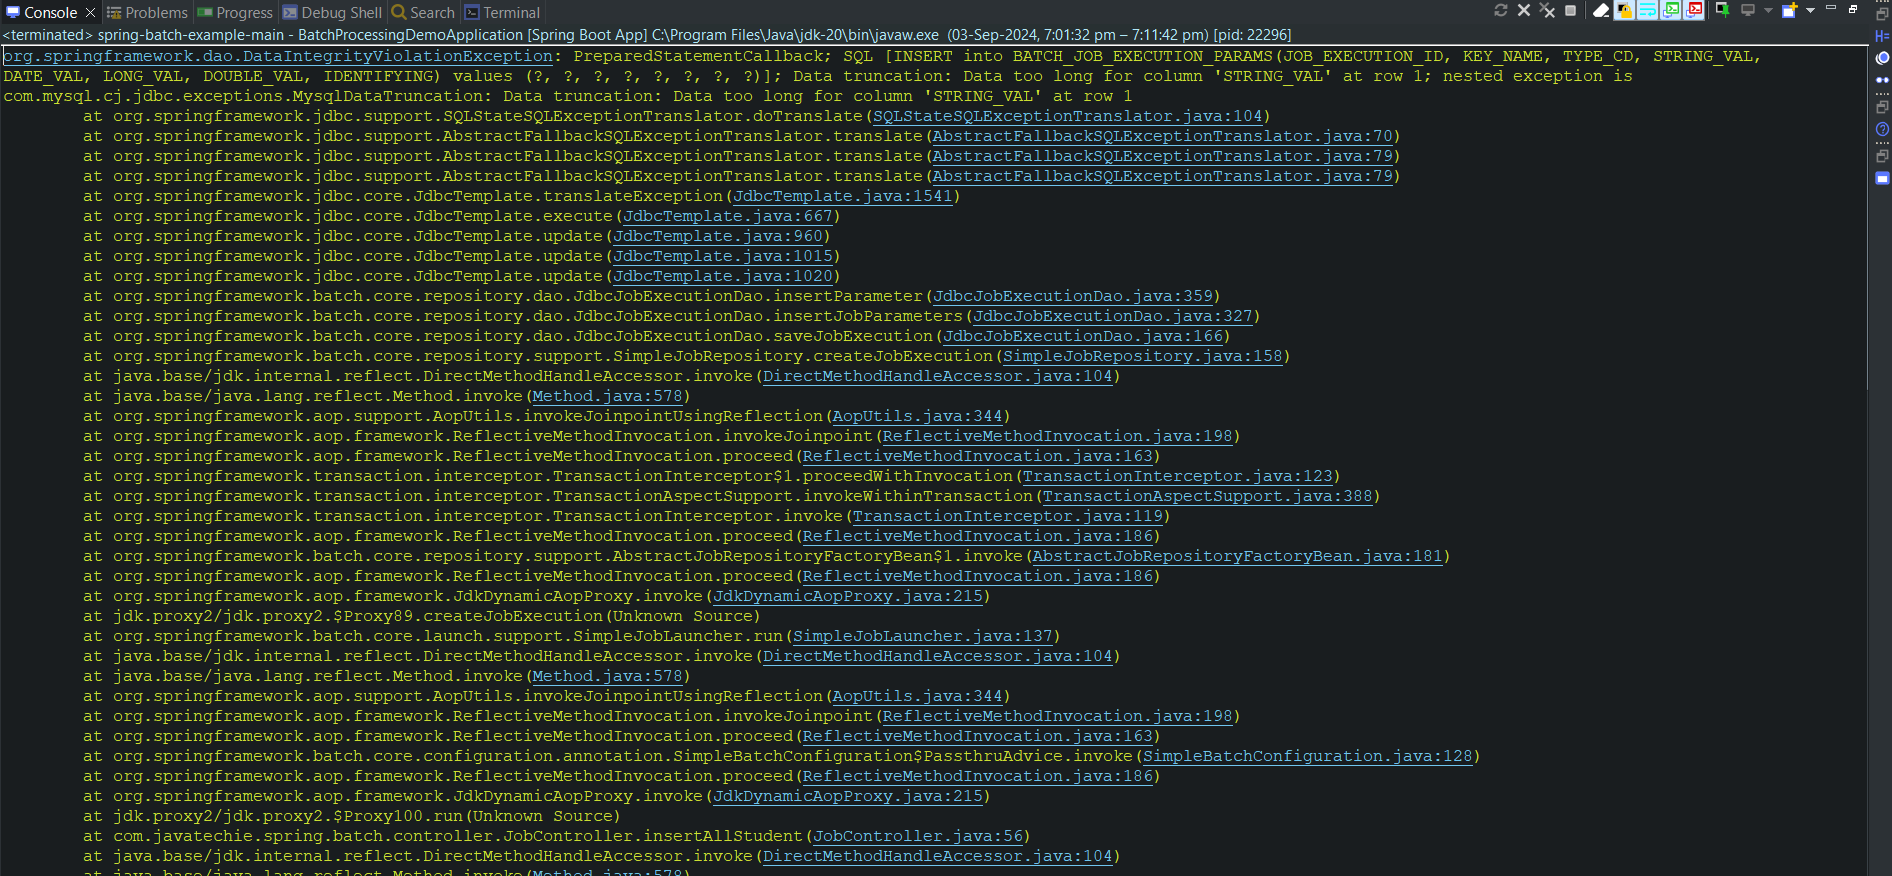 Console Problems Progress Debug Shell Search Terminal
<terminated> spring-batch-example-main - BatchProcessingDemoApplication [Spring Boot App] C:\Program Files\Java\jdk-20\bin\javaw.exe (03-Sep-2024, 7:01:32 pm – 7:11:42 pm) [pid: 22296]
org.springframework.dao.DataIntegrityViolationException: PreparedStatementCallback; SQL [INSERT into BATCH_JOB_EXECUTION_PARAMS(JOB_EXECUTION_ID, KEY_NAME, TYPE_CD, STRING_VAL,
DATE_VAL, LONG_VAL, DOUBLE_VAL, IDENTIFYING) values (?, ?, ?, ?, ?, ?, ?, ?)]; Data truncation: Data too long for column 'STRING_VAL' at row 1; nested exception is
com.mysql.cj.jdbc.exceptions.MysqlDataTruncation: Data truncation: Data too long for column 'STRING_VAL' at row 1
at org.springframework.jdbc.support.SQLStateSQLExceptionTranslator.doTranslate(SQLStateSQLExceptionTranslator.java:104)
at org.springframework.jdbc.support.AbstractFallbackSQLExceptionTranslator.translate(AbstractFallbackSQLExceptionTranslator.java:70)
at org.springframework.jdbc.support.AbstractFallbackSQLExceptionTranslator.translate(AbstractFallbackSQLExceptionTranslator.java:79)
at org.springframework.jdbc.support.AbstractFallbackSQLExceptionTranslator.translate(AbstractFallbackSQLExceptionTranslator.java:79)
at org.springframework.jdbc.core.JdbcTemplate.translateException(JdbcTemplate.java:1541)
at org.springframework.jdbc.core.JdbcTemplate.execute(JdbcTemplate.java:667)
at org.springframework.jdbc.core.JdbcTemplate.update(JdbcTemplate.java:960)
at org.springframework.jdbc.core.JdbcTemplate.update(JdbcTemplate.java:1015)
at org.springframework.jdbc.core.JdbcTemplate.update(JdbcTemplate.java:1020)
at org.springframework.batch.core.repository.dao.JdbcJobExecutionDao.insertParameter(JdbcJobExecutionDao.java:359)
at org.springframework.batch.core.repository.dao.JdbcJobExecutionDao.insertJobParameters(JdbcJobExecutionDao.java:327)
at org.springframework.batch.core.repository.dao.JdbcJobExecutionDao.saveJobExecution(JdbcJobExecutionDao.java:166)
at org.springframework.batch.core.repository.support.SimpleJobRepository.createJobExecution(SimpleJobRepository.java:158)
at java.base/jdk.internal.reflect.DirectMethodHandleAccessor.invoke(DirectMethodHandleAccessor.java:104)
at java.base/java.lang.reflect.Method.invoke(Method.java:578)
at org.springframework.aop.support.AopUtils.invokeJoinpointUsingReflection(AopUtils.java:344)
at org.springframework.aop.framework.ReflectiveMethodInvocation.invokeJoinpoint(ReflectiveMethodInvocation.java:198)
at org.springframework.aop.framework.ReflectiveMethodInvocation.proceed(ReflectiveMethodInvocation.java:163)
at org.springframework.transaction.interceptor.TransactionInterceptor$1.proceedWithInvocation(TransactionInterceptor.java:123)
at org.springframework.transaction.interceptor.TransactionAspectSupport.invokeWithinTransaction(TransactionAspectSupport.java:388)
at org.springframework.transaction.interceptor.TransactionInterceptor.invoke(TransactionInterceptor.java:119)
at org.springframework.aop.framework.ReflectiveMethodInvocation.proceed(ReflectiveMethodInvocation.java:186)
at org.springframework.batch.core.repository.support.AbstractJobRepositoryFactoryBean$1.invoke(AbstractJobRepositoryFactoryBean.java:181)
at org.springframework.aop.framework.ReflectiveMethodInvocation.proceed(ReflectiveMethodInvocation.java:186)
at org.springframework.aop.framework.JdkDynamicAopProxy.invoke(JdkDynamicAopProxy.java:215)
at jdk.proxy2/jdk.proxy2.$Proxy89.createJobExecution(Unknown Source)
at org.springframework.batch.core.launch.support.SimpleJobLauncher.run(SimpleJobLauncher.java:137)
at java.base/jdk.internal.reflect.DirectMethodHandleAccessor.invoke(DirectMethodHandleAccessor.java:104)
at java.base/java.lang.reflect.Method.invoke(Method.java:578)
at org.springframework.aop.support.AopUtils.invokeJoinpointUsingReflection(AopUtils.java:344)
at org.springframework.aop.framework.ReflectiveMethodInvocation.invokeJoinpoint(ReflectiveMethodInvocation.java:198)
at org.springframework.aop.framework.ReflectiveMethodInvocation.proceed(ReflectiveMethodInvocation.java:163)
at org.springframework.batch.core.configuration.annotation.SimpleBatchConfiguration$PassthruAdvice.invoke(SimpleBatchConfiguration.java:128)
at org.springframework.aop.framework.ReflectiveMethodInvocation.proceed(ReflectiveMethodInvocation.java:186)
at org.springframework.aop.framework.JdkDynamicAopProxy.invoke(JdkDynamicAopProxy.java:215)
at jdk.proxy2/jdk.proxy2.$Proxy100.run(Unknown Source)
at com.javatechie.spring.batch.controller.JobController.insertAllStudent(JobController.java:56)
at java.base/jdk.internal.reflect.DirectMethodHandleAccessor.invoke(DirectMethodHandleAccessor.java:104)
at java.base/java.lang.reflect.Method.invoke(Method.java:578)